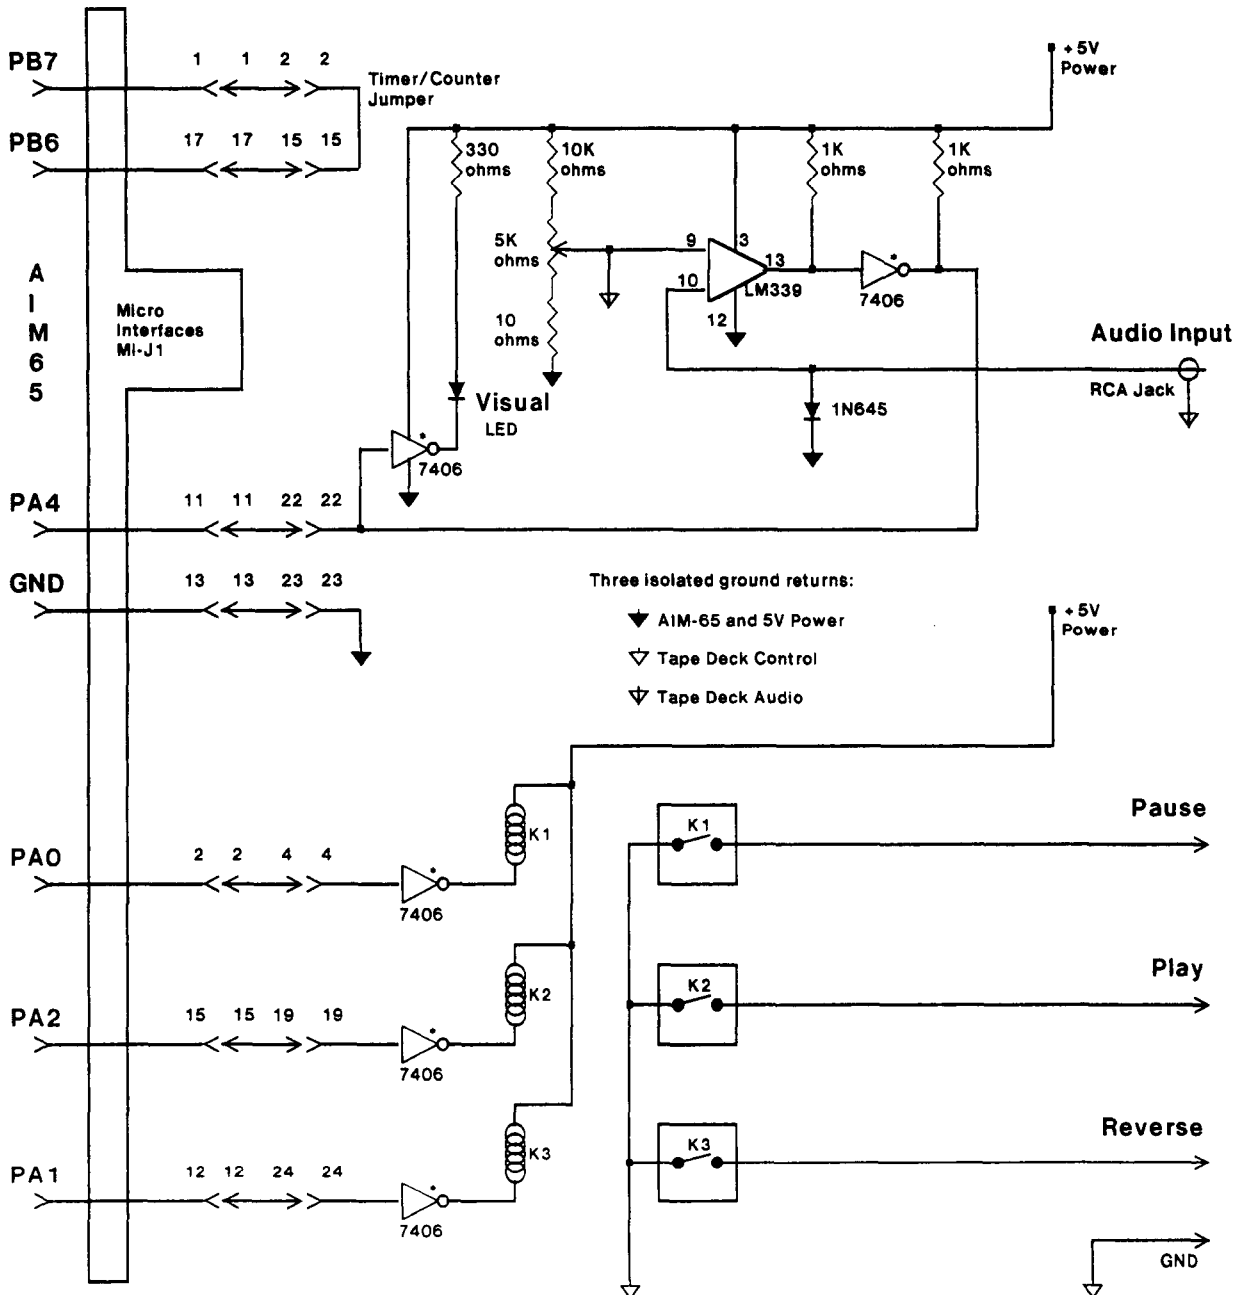 PB7
1 1 2 2
Timer/Counter
Jumper
+5V
Power
PB6
17 17 15 15
330
ohms
10K
ohms
1K
ohms
1K
ohms
5K
ohms
9
3
13
*
10
LM339
7406
12
10
ohms
A
I
M
6
5
Micro
Interfaces
MI-J1
Audio Input
RCA Jack
1N645
Visual
LED
*
7406
PA4
11 11 22 22
GND
13 13 23 23
Three isolated ground returns:
AIM-65 and 5V Power
Tape Deck Control
Tape Deck Audio
+5V
Power
PA0
2 2 4 4
*
7406
K1
K1
Pause
PA2
15 15 19 19
*
7406
K2
K2
Play
PA1
12 12 24 24
*
7406
K3
K3
Reverse
GND